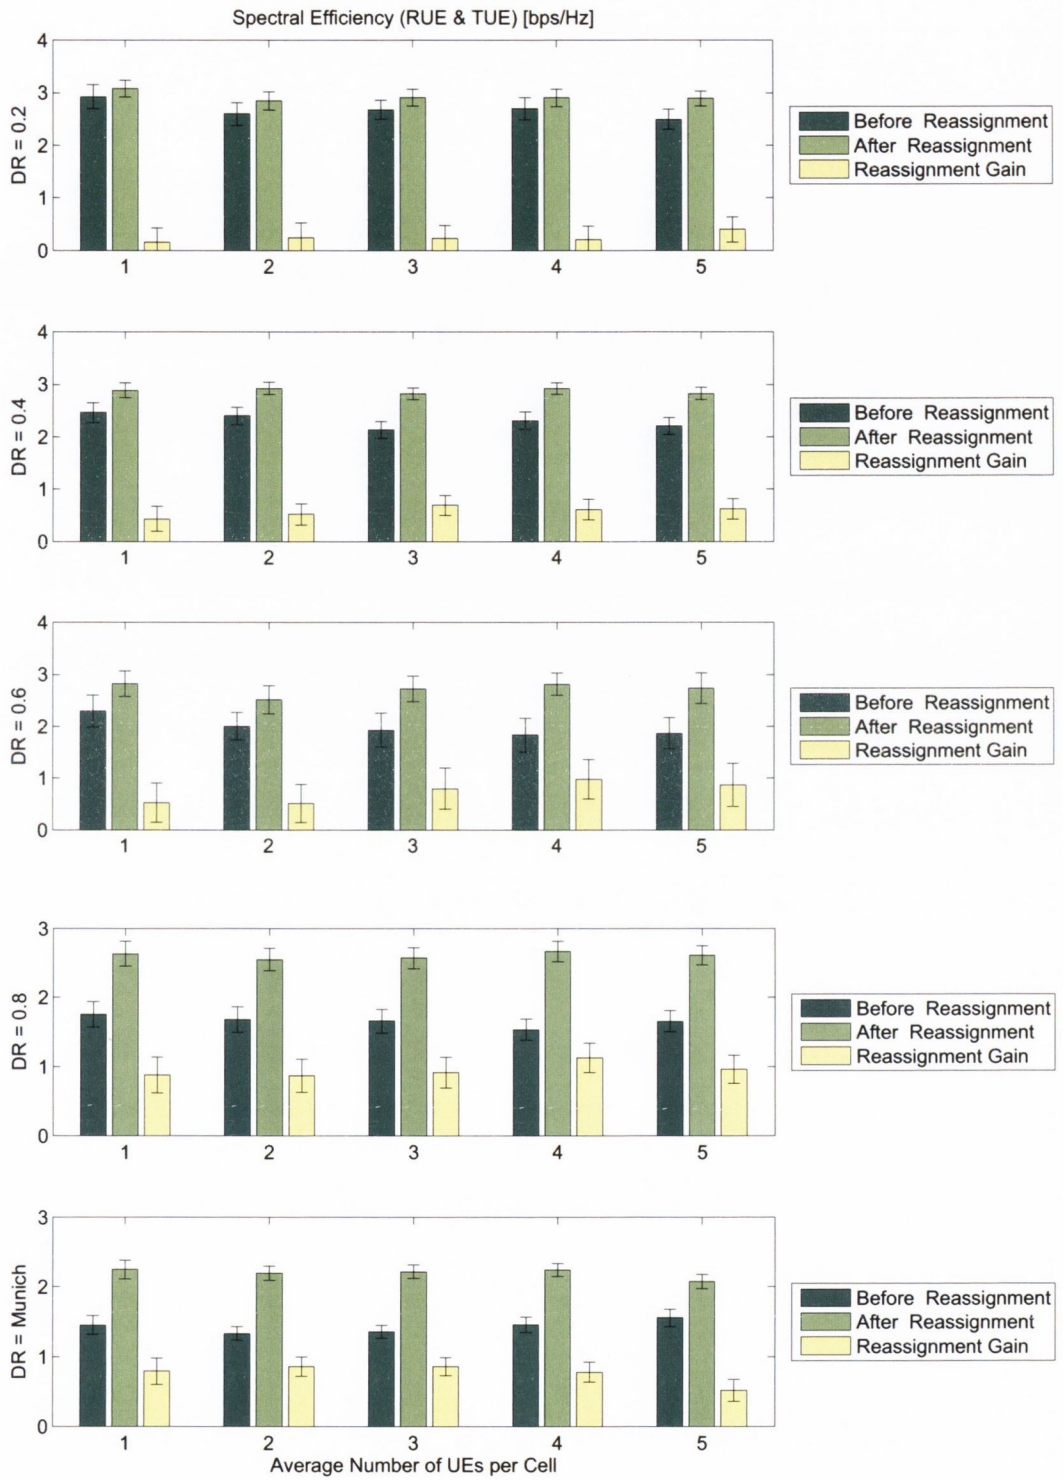 Spectral Efficiency (RUE & TUE) [bps/Hz]
4
3
2
1
0
DR = 0.2
1 2 3 4 5
Before Reassignment
After Reassignment
Reassignment Gain
4
3
2
1
0
DR = 0.4
1 2 3 4 5
Before Reassignment
After Reassignment
Reassignment Gain
4
3
2
1
0
DR = 0.6
1 2 3 4 5
Before Reassignment
After Reassignment
Reassignment Gain
3
2
1
0
DR = 0.8
1 2 3 4 5
Before Reassignment
After Reassignment
Reassignment Gain
3
2
1
0
DR = Munich
1 2 3 4 5
Before Reassignment
After Reassignment
Reassignment Gain
Average Number of UEs per Cell